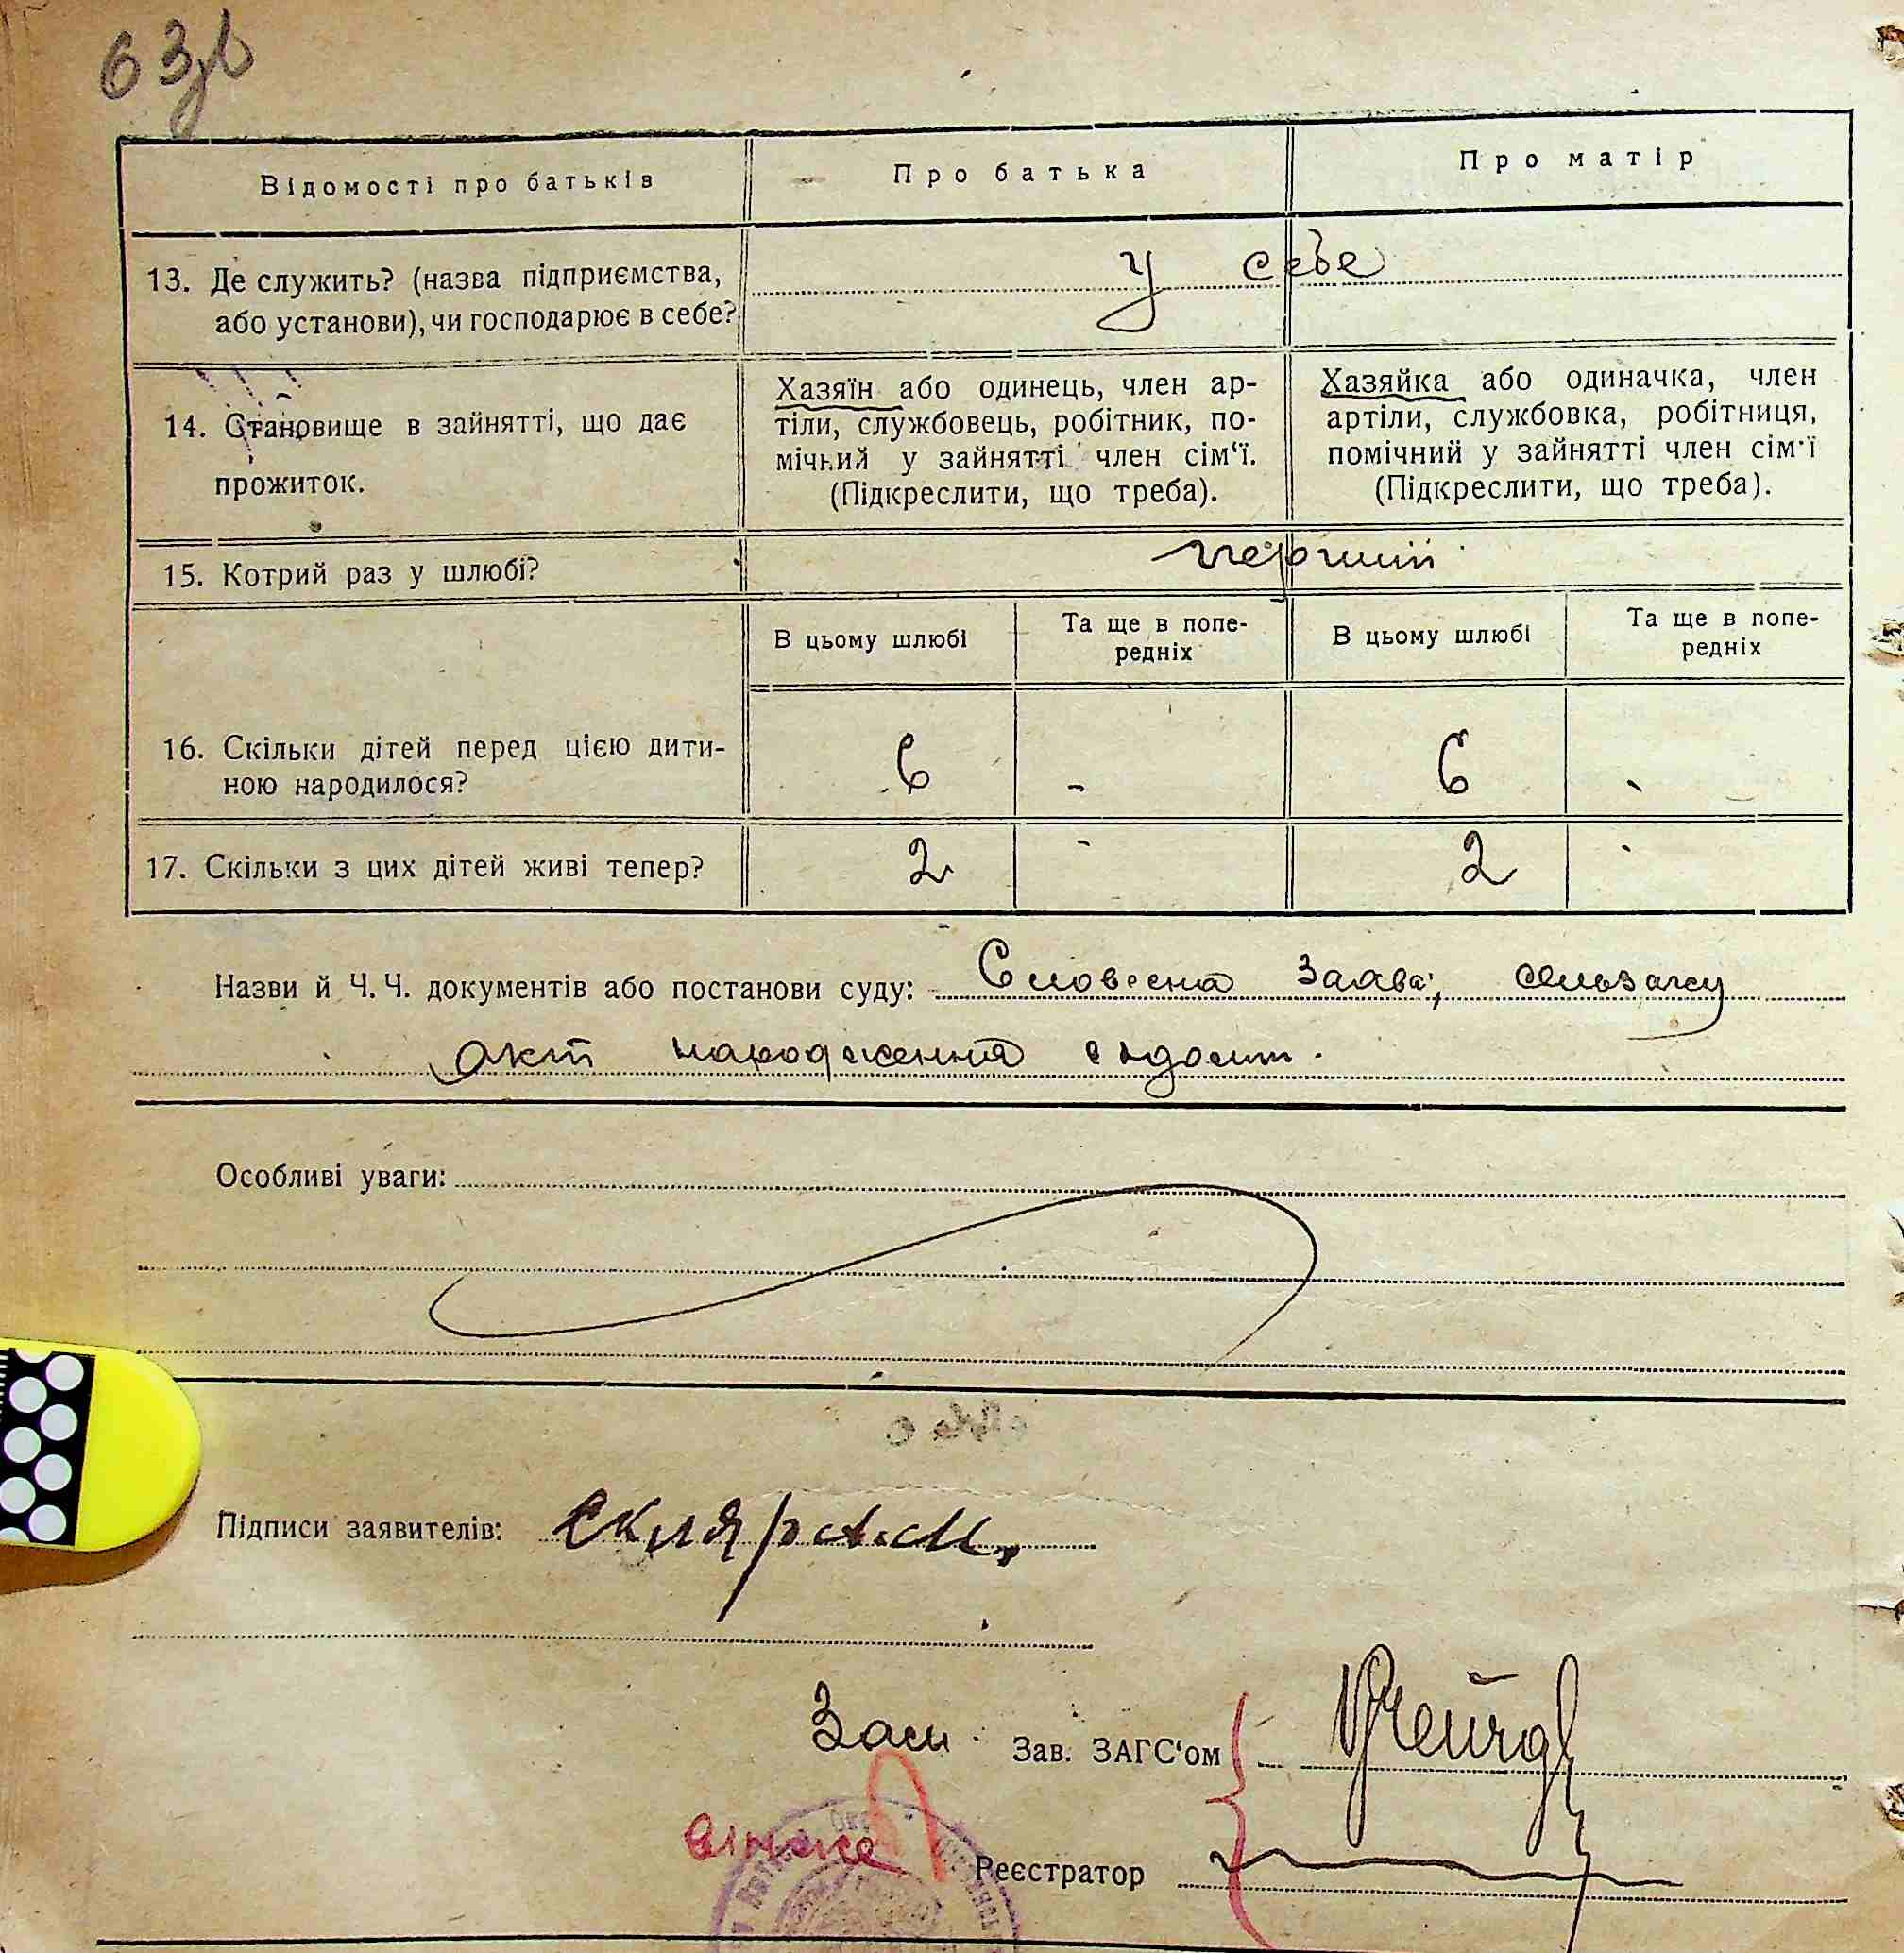 63зв
Відомості про батьків
Про батька
Про матір
13. Де служить? (назва підприємства,
або установи), чи господарює в себе?
у себе
14. Становище в зайнятті, що дає
прожиток.
Хазяїн або одинець, член ар-
тіли, службовець, робітник, по-
мічний у зайнятті член сім‘ї.
(Підкреслити, що треба).
Хазяйка або одиначка, член
артіли, службовка, робітниця,
помічний у зайнятті член сім‘ї
(Підкреслити, що треба).
15. Котрий раз у шлюбі?
перший
В цьому шлюбі
Та ще в попе-
редніх
В цьому шлюбі
Та ще в попе-
редніх
16. Скільки дітей перед цією дити-
ною народилося?
6 - 6 -
17. Скільки з цих дітей живі тепер?
2 - 2 -
Назви й Ч. Ч. документів або постанови суду: Словесна заява,
акт народження
Особливі уваги:
Підписи заявителів: Скляр А. М.
Зам. Зав. ЗАГС‘ом
Реєстратор